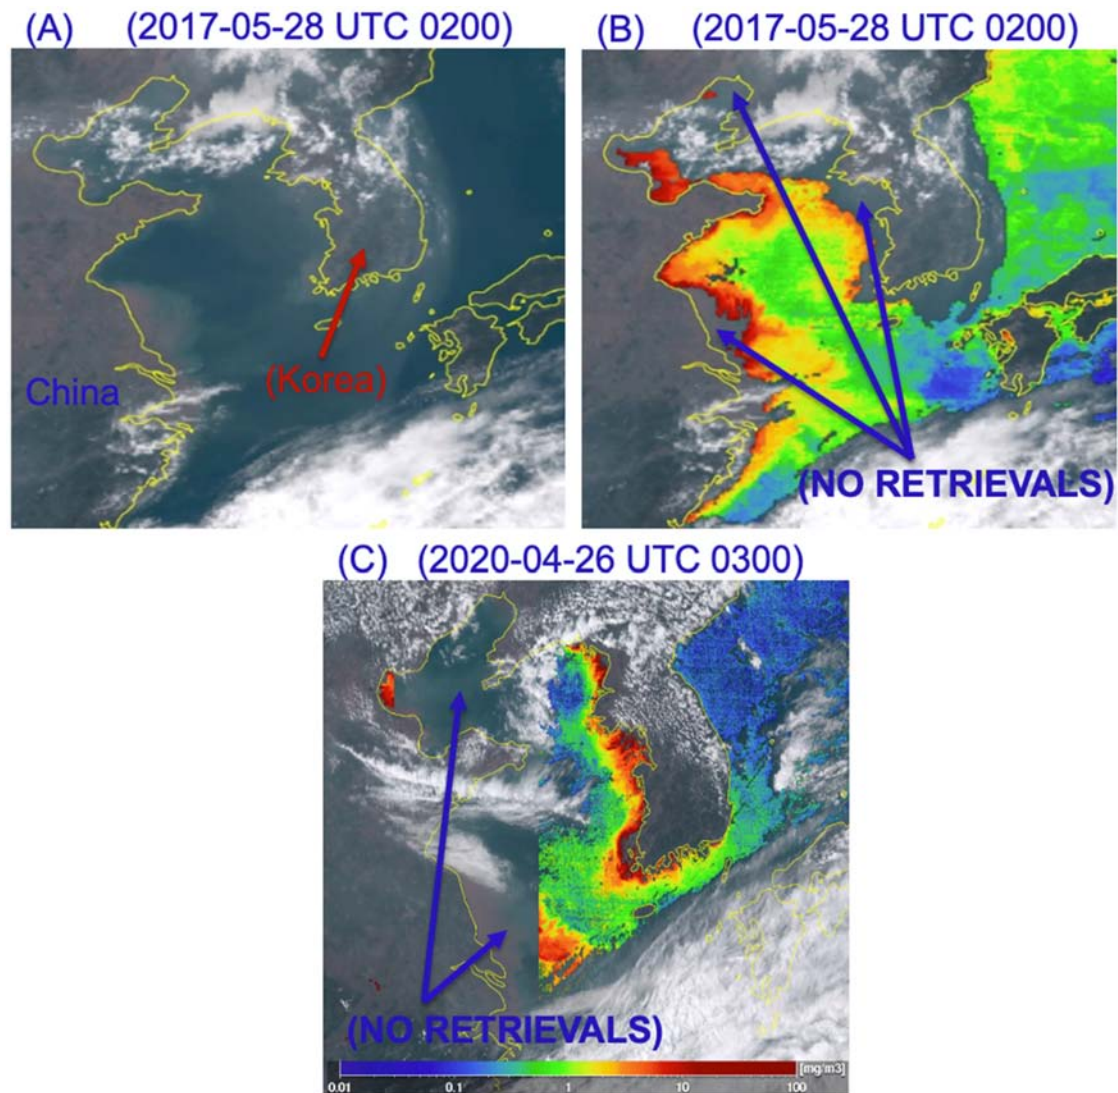 (A) (2017-05-28 UTC 0200)
(B) (2017-05-28 UTC 0200)
(Korea)
China
(NO RETRIEVALS)
(C) (2020-04-26 UTC 0300)
(NO RETRIEVALS)
[mg/m3]
0.01 0.1 1 10 100